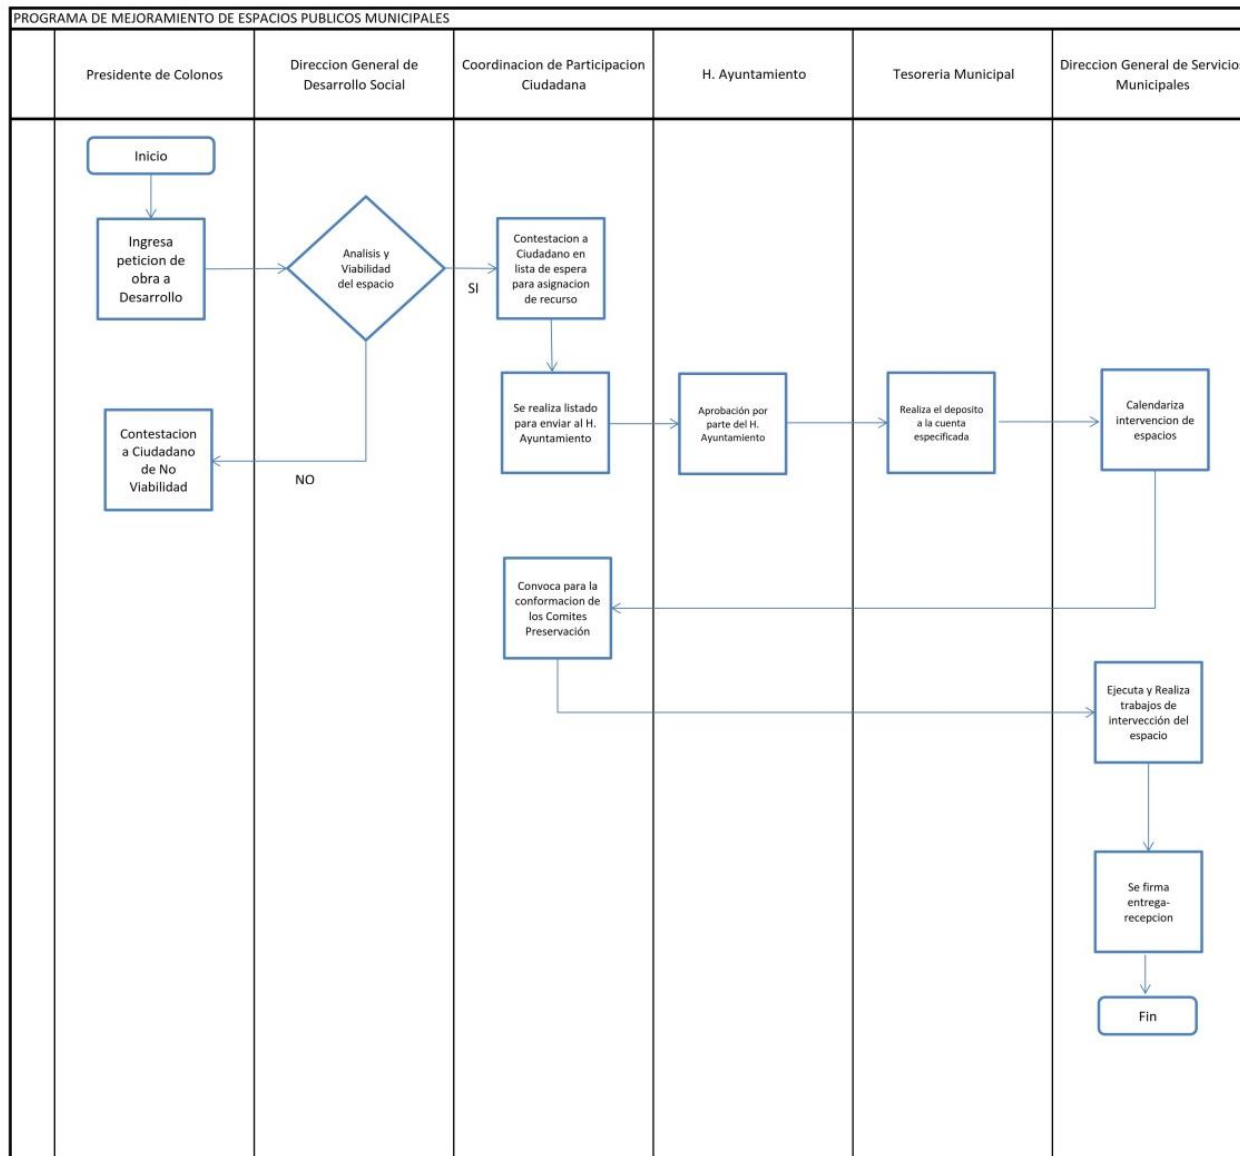 PROGRAMA DE MEJORAMIENTO DE ESPACIOS PUBLICOS MUNICIPALES
Presidente de Colonos
Direccion General de
Desarrollo Social
Coordinacion de Participacion
Ciudadana
H. Ayuntamiento
Tesoreria Municipal
Direccion General de Servicios
Municipales
Inicio
Ingresa
peticion de
obra a
Desarrollo
Analisis y
Viabilidad
del espacio
SI
Contestacion a
Ciudadano en
lista de espera
para asignacion
de recurso
Se realiza listado
para enviar al H.
Ayuntamiento
Aprobación por
parte del H.
Ayuntamiento
Realiza el deposito
a la cuenta
especificada
Calendariza
intervencion de
espacios
Contestacion
a Ciudadano
de No
Viabilidad
NO
Convoca para la
conformacion de
los Comites
Preservación
Ejecuta y Realiza
trabajos de
intervección del
espacio
Se firma
entrega-
recepcion
Fin